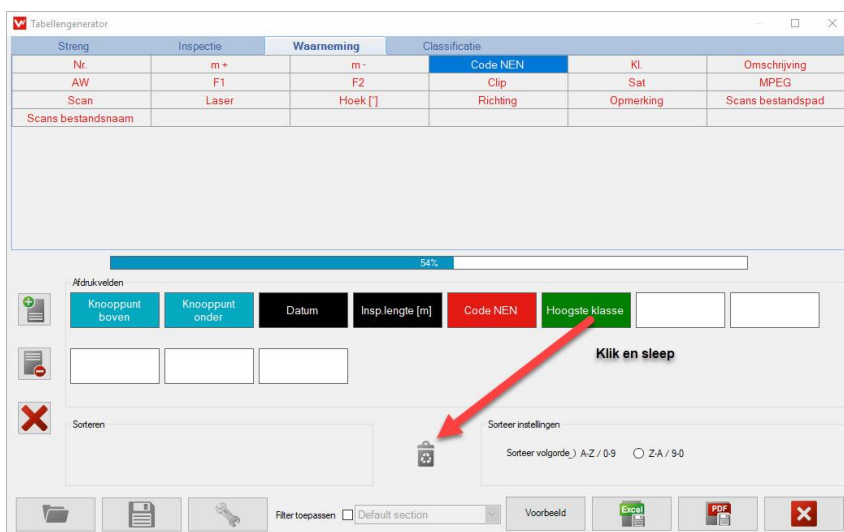 Tabellengenerator
Streng Inspectie Waarneming Classificatie
Nr. m + m - Code NEN Kl. Omschrijving
AW F1 F2 Clip Sat MPEG
Scan Laser Hoek [°] Richting Opmerking Scans bestandspad
Scans bestandsnaam
54%
Afdrukvelden
Knooppunt boven
Knooppunt onder
Datum
Insp.lengte [m]
Code NEN
Hoogste klasse
Klik en sleep
Sorteren
Sorteer instellingen
Sorteer volgorde_) A-Z / 0-9 Z-A / 9-0
Filter toepassen Default section Voorbeeld Excel PDF